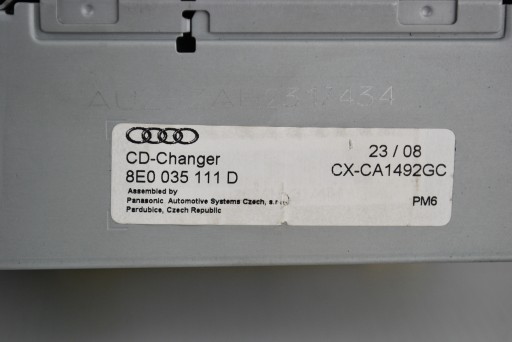 CD-Changer
8E0 035 111 D
Assembled by
Panasonic Automotive Systems Czech, s.r.o.
Pardubice, Czech Republic
23 / 08
CX-CA1492GC
PM6